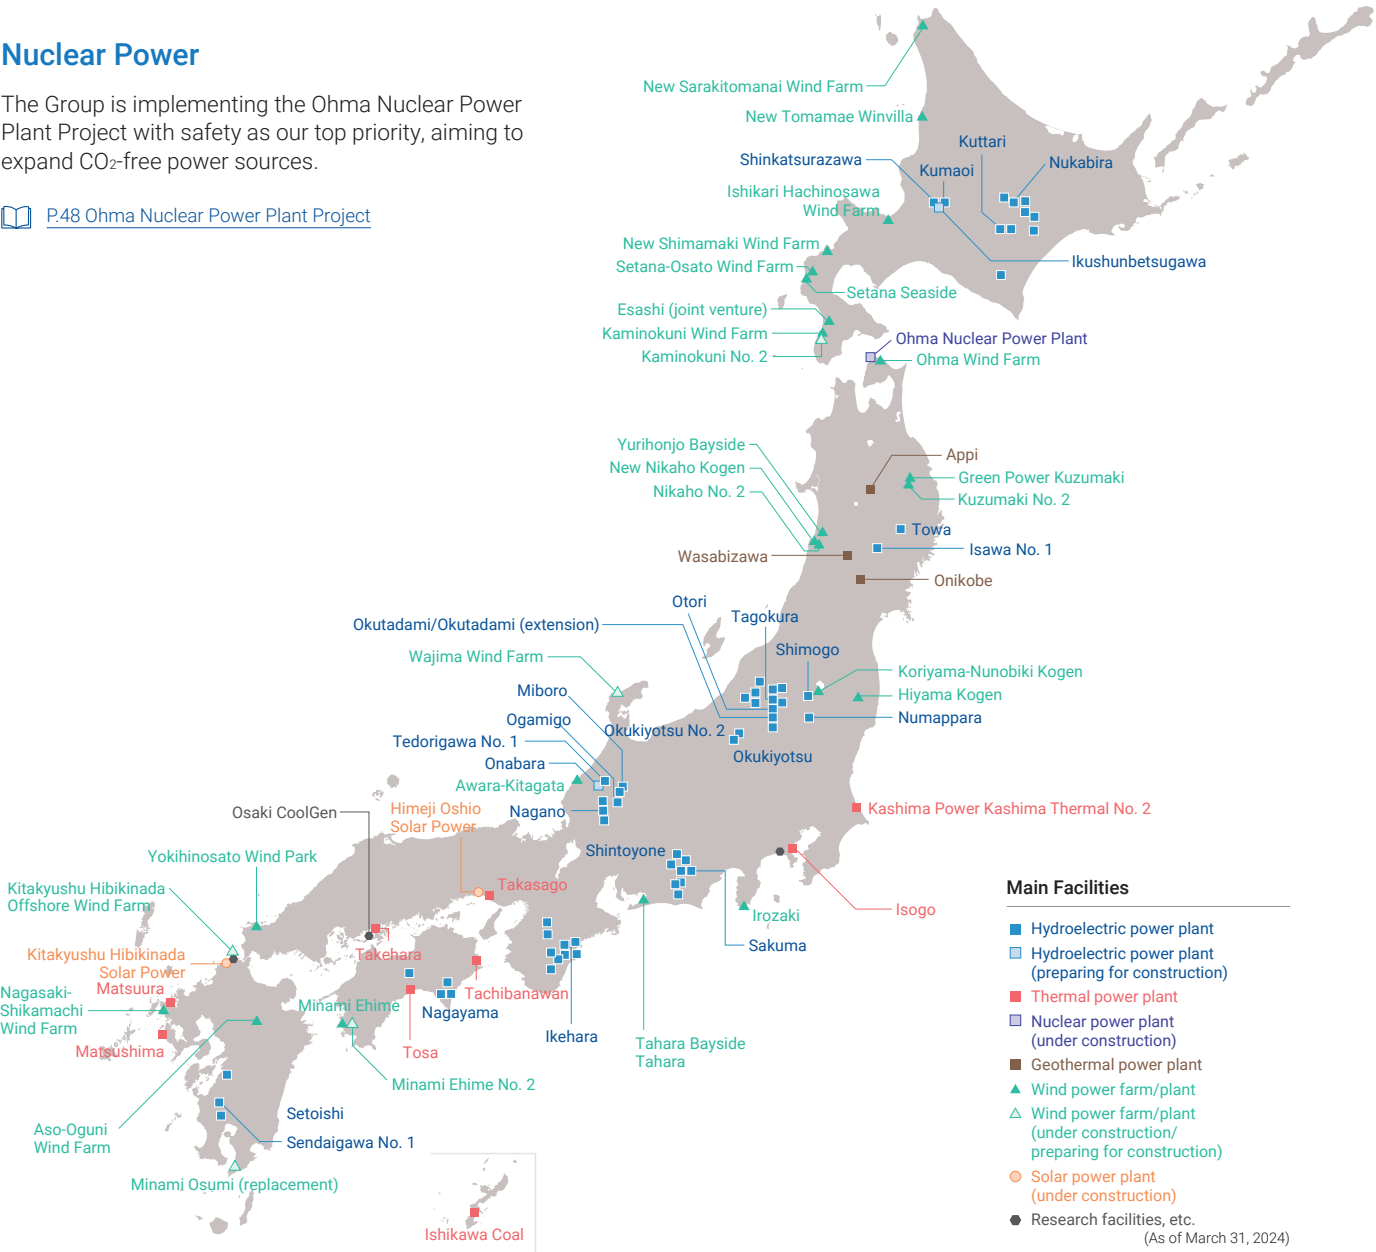 Nuclear Power
The Group is implementing the Ohma Nuclear Power
Plant Project with safety as our top priority, aiming to
expand CO2-free power sources.
P.48 Ohma Nuclear Power Plant Project
New Sarakitomanai Wind Farm
New Tomamae Winvilla
Kuttari
Shinkatsurazawa
Nukabira
Kumaoi
Ishikari Hachinosawa
Wind Farm
New Shimamaki Wind Farm
Ikushunbetsugawa
Setana-Osato Wind Farm
Setana Seaside
Esashi (joint venture)
Kaminokuni Wind Farm
Ohma Nuclear Power Plant
Kaminokuni No. 2
Ohma Wind Farm
Yurihonjo Bayside
Appi
New Nikaho Kogen
Green Power Kuzumaki
Nikaho No. 2
Kuzumaki No. 2
Towa
Isawa No. 1
Wasabizawa
Onikobe
Otori
Tagokura
Okutadami/Okutadami (extension)
Shimogo
Wajima Wind Farm
Koriyama-Nunobiki Kogen
Miboro
Hiyama Kogen
Ogamigo
Numappara
Okukiyotsu No. 2
Tedorigawa No. 1
Okukiyotsu
Onabara
Awara-Kitagata
Osaki CoolGen
Himeji Oshio
Solar Power
Nagano
Kashima Power Kashima Thermal No. 2
Shintoyone
Yokihinosato Wind Park
Kitakyushu Hibikinada
Offshore Wind Farm
Takasago
Isogo
Irozaki
Sakuma
Kitakyushu Hibikinada
Solar Power
Takehara
Matsuura
Nagasaki-
Shikamachi
Wind Farm
Tachibanawan
Minami Ehime
Nagayama
Ikehara
Tahara Bayside
Tahara
Matsushima
Tosa
Minami Ehime No. 2
Setoishi
Aso-Oguni
Wind Farm
Sendaigawa No. 1
Minami Osumi (replacement)
Ishikawa Coal
Main Facilities
Hydroelectric power plant
Hydroelectric power plant
(preparing for construction)
Thermal power plant
Nuclear power plant
(under construction)
Geothermal power plant
Wind power farm/plant
Wind power farm/plant
(under construction/
preparing for construction)
Solar power plant
(under construction)
Research facilities, etc.
(As of March 31, 2024)